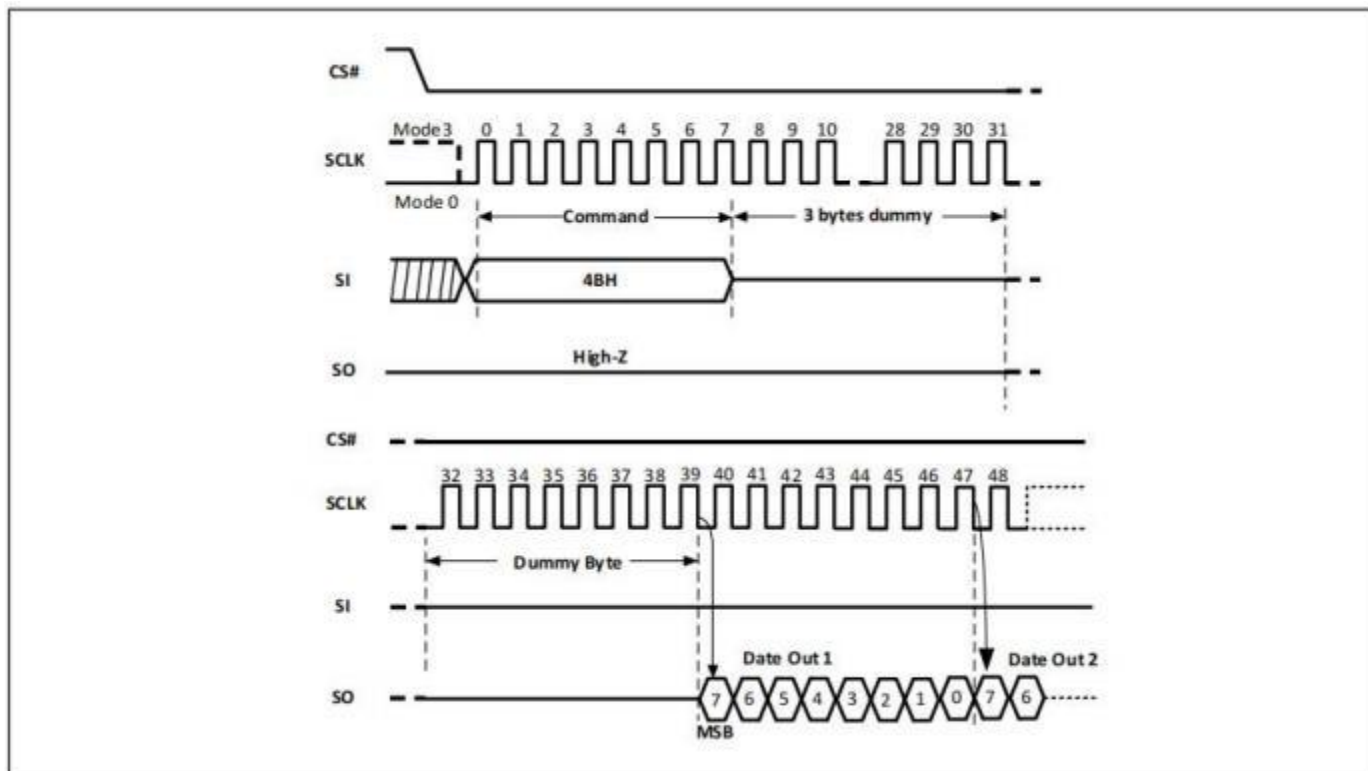 CS#
Mode 3 0 1 2 3 4 5 6 7 8 9 10 28 29 30 31
SCLK
Mode 0
Command 3 bytes dummy
SI 4BH
High-Z
SO
CS#
32 33 34 35 36 37 38 39 40 41 42 43 44 45 46 47 48
SCLK
Dummy Byte
SI
Date Out 1 Date Out 2
SO 7 6 5 4 3 2 1 0 7 6
MSB